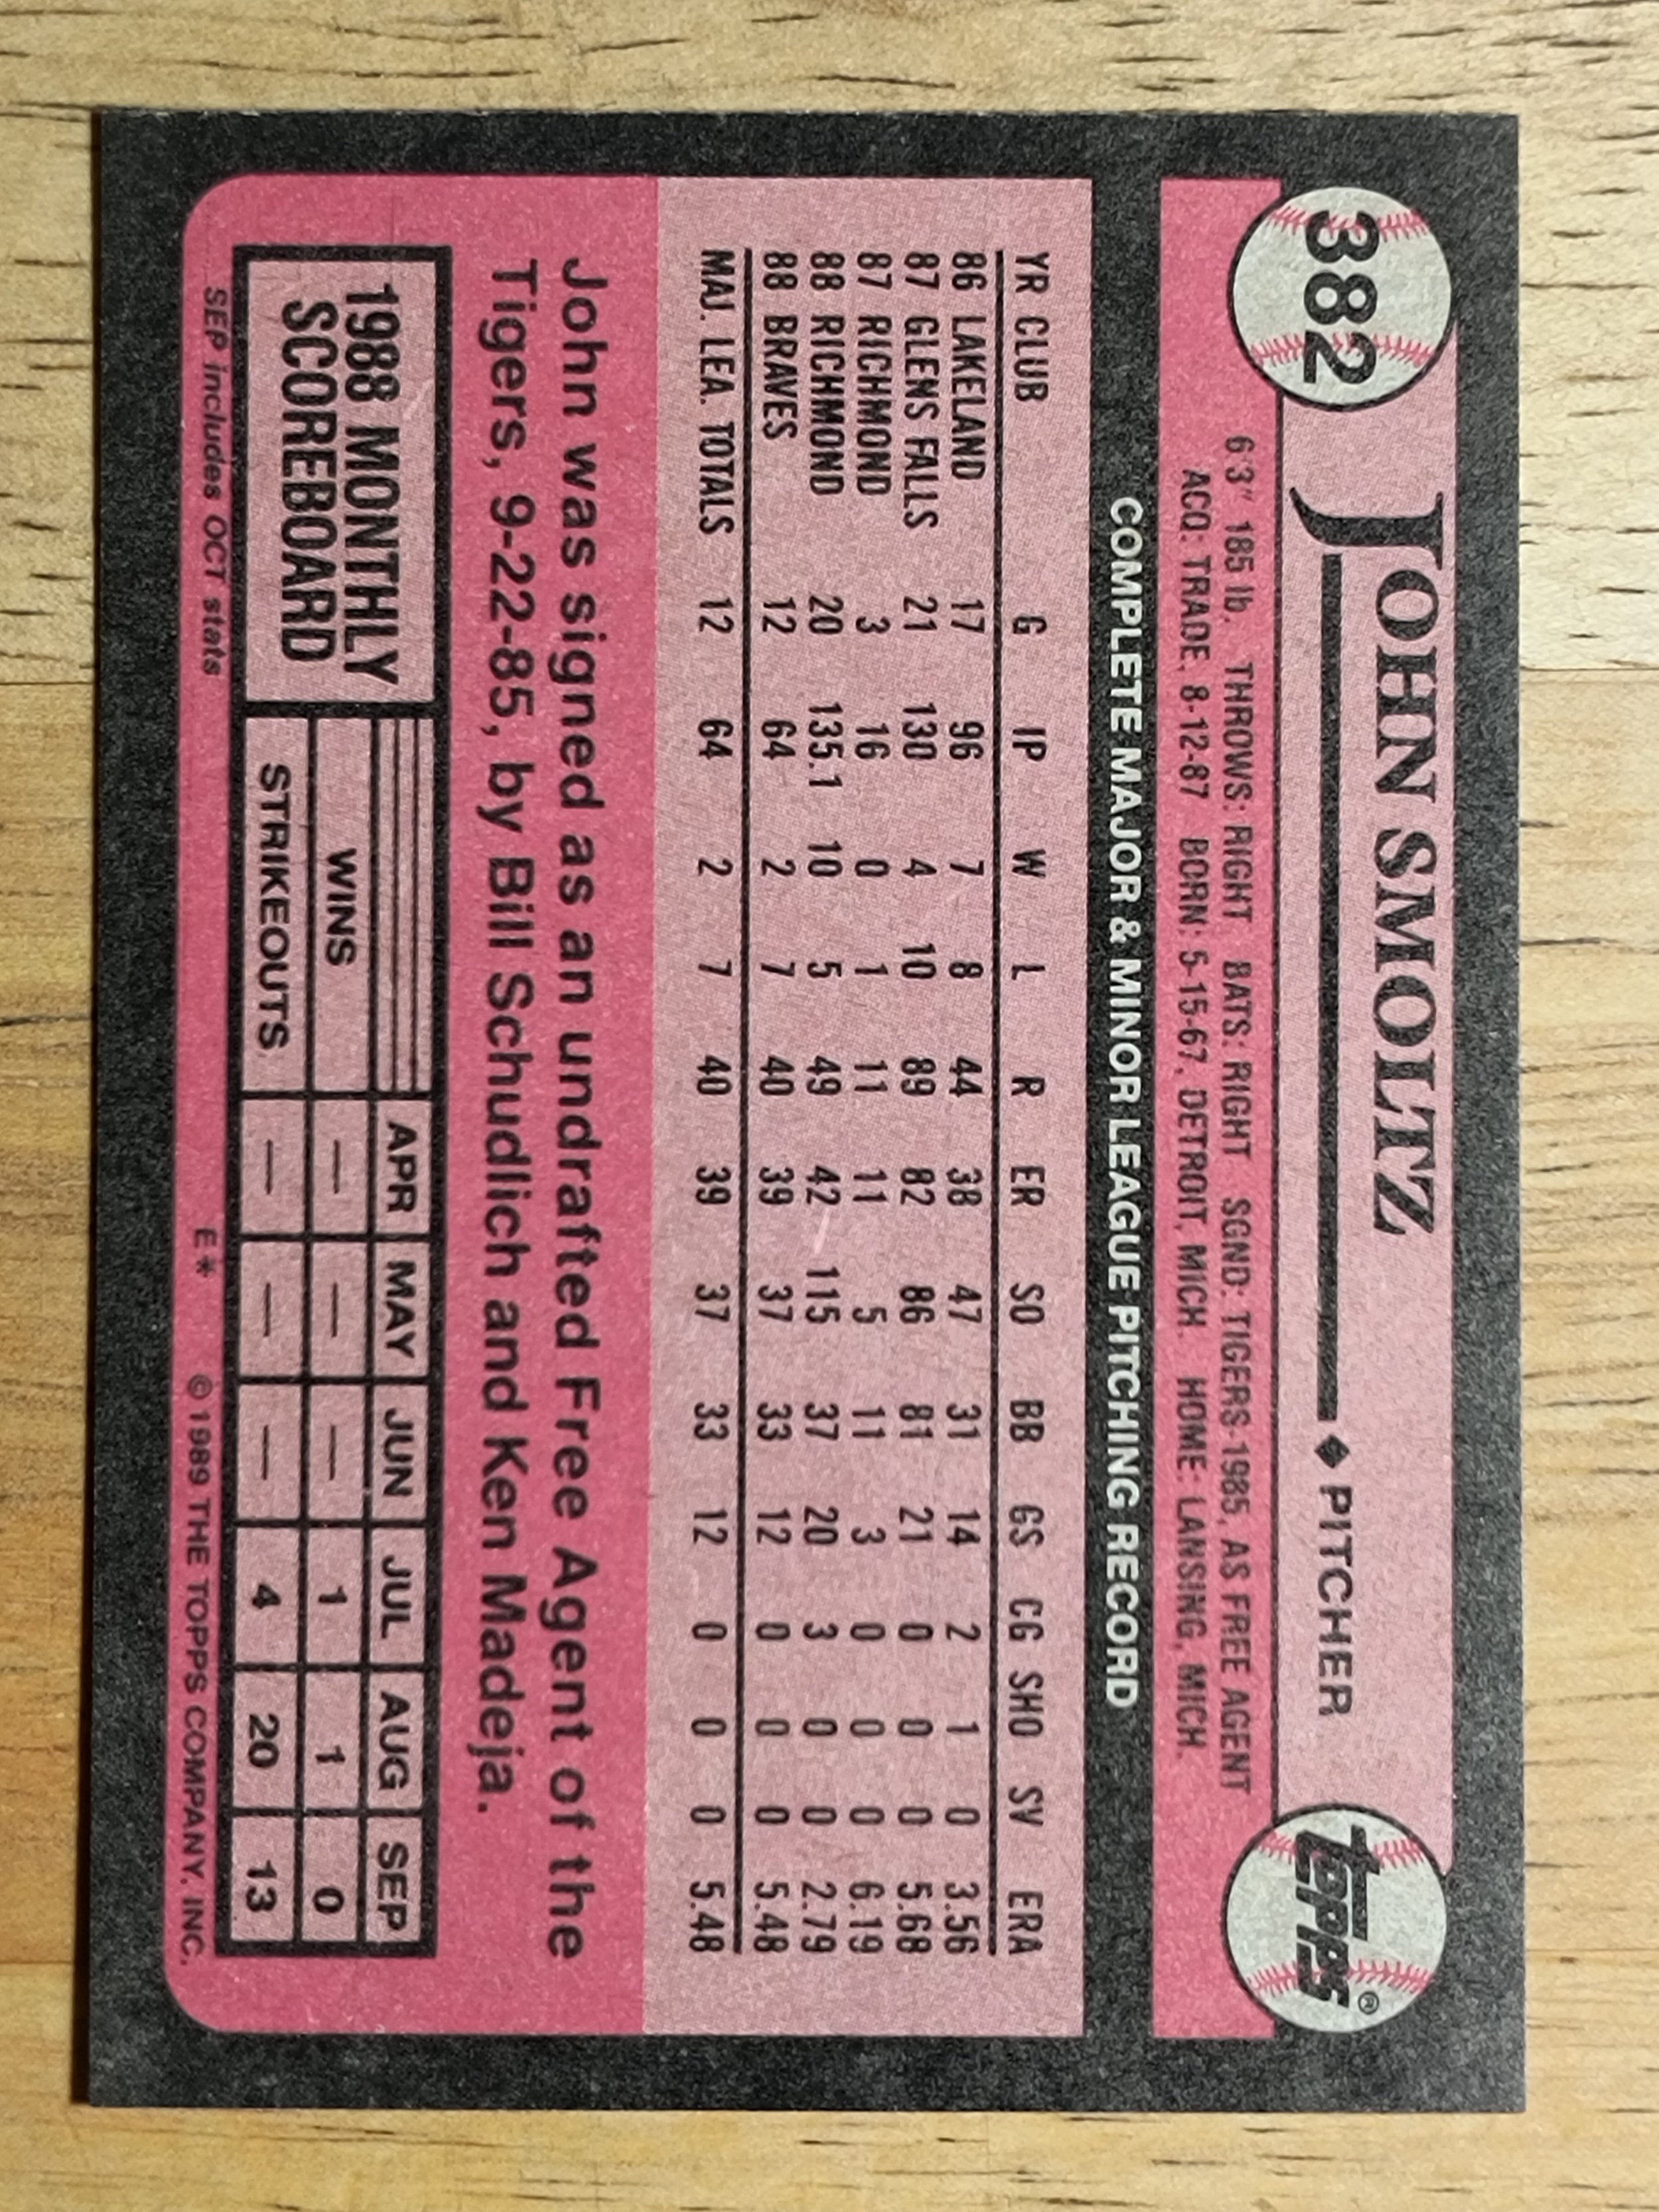 382
JOHN SMOLTZ ◆ PITCHER
TOPPS®
6'3" 185 lb. THROWS: RIGHT BATS: RIGHT SGND: TIGERS-1985, AS FREE AGENT
ACQ: TRADE, 8-12-87 BORN: 5-15-67, DETROIT, MICH. HOME: LANSING, MICH.
COMPLETE MAJOR & MINOR LEAGUE PITCHING RECORD
YR CLUB G IP W L R ER SO BB GS CG SHO SV ERA
86 LAKELAND 17 96 7 8 44 38 47 31 14 2 1 0 3.56
87 GLENS FALLS 21 130 4 10 89 82 86 81 21 0 0 0 5.68
87 RICHMOND 3 16 0 1 11 11 5 11 3 0 0 0 6.19
88 RICHMOND 20 135.1 10 5 49 42 115 37 20 3 0 0 2.79
88 BRAVES 12 64 2 7 40 39 37 33 12 0 0 0 5.48
MAJ. LEA. TOTALS 12 64 2 7 40 39 37 33 12 0 0 0 5.48
John was signed as an undrafted Free Agent of the
Tigers, 9-22-85, by Bill Schudlich and Ken Madeja.
1988 MONTHLY
SCOREBOARD
APR MAY JUN JUL AUG SEP
WINS — — — 1 1 0
STRIKEOUTS — — — 4 20 13
SEP includes OCT stats E* © 1989 THE TOPPS COMPANY, INC.